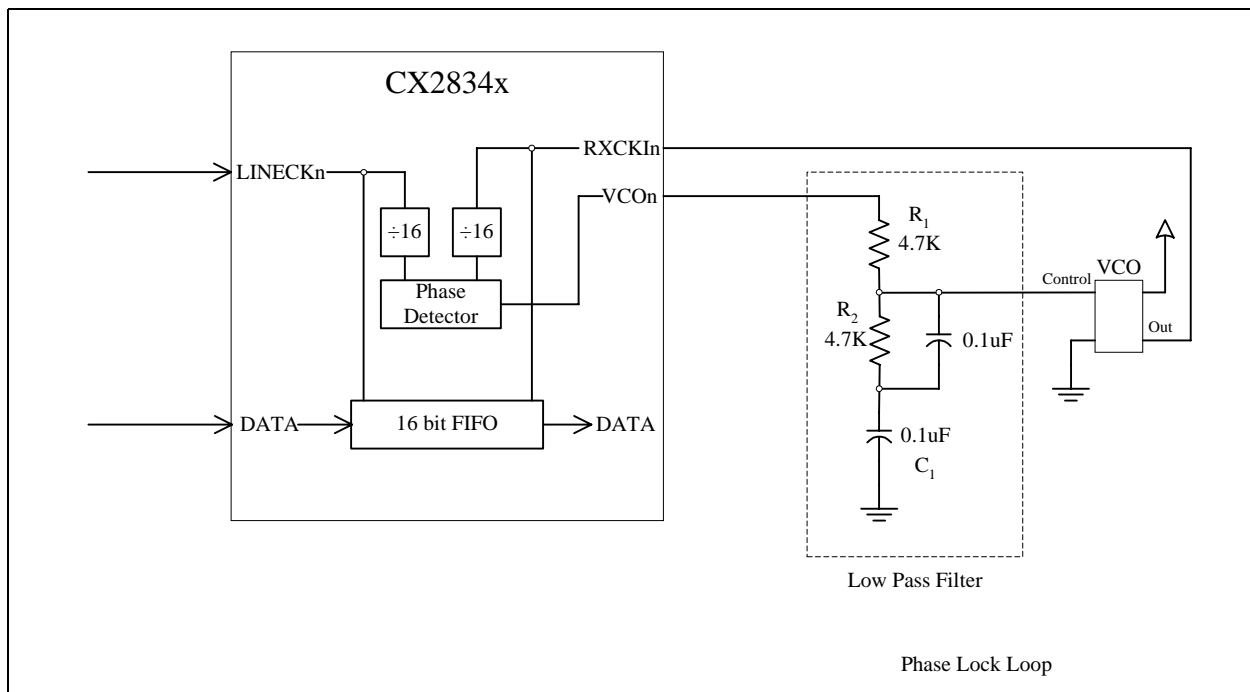 CX2834x
LINECKn
RXCKIn
VCOn
÷16
÷16
Phase
Detector
DATA
16 bit FIFO
DATA
R1
4.7K
R2
4.7K
0.1uF
0.1uF
C1
Control
VCO
Out
Low Pass Filter
Phase Lock Loop